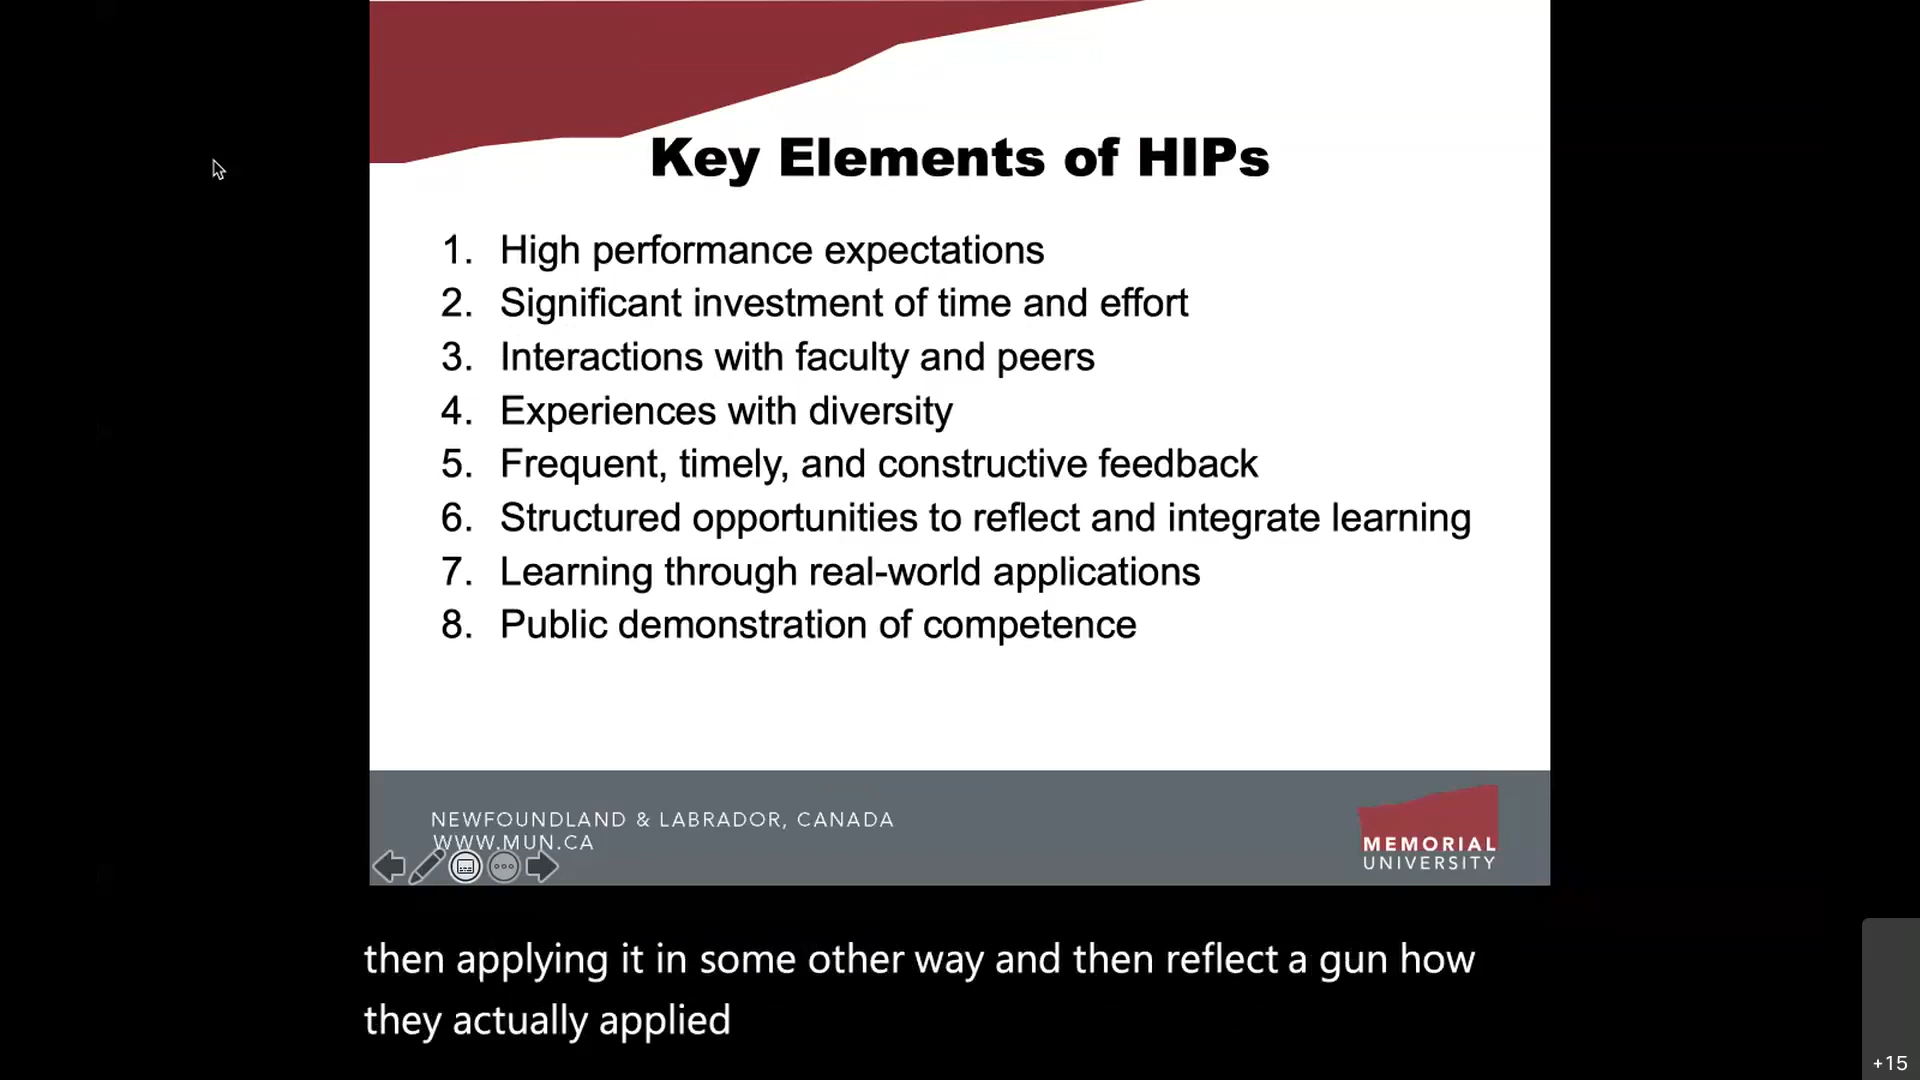 Key Elements of HIPs
1. High performance expectations
2. Significant investment of time and effort
3. Interactions with faculty and peers
4. Experiences with diversity
5. Frequent, timely, and constructive feedback
6. Structured opportunities to reflect and integrate learning
7. Learning through real-world applications
8. Public demonstration of competence
NEWFOUNDLAND & LABRADOR, CANADA
WWW.MUN.CA
MEMORIAL
UNIVERSITY
then applying it in some other way and then reflect a gun how
they actually applied
+15